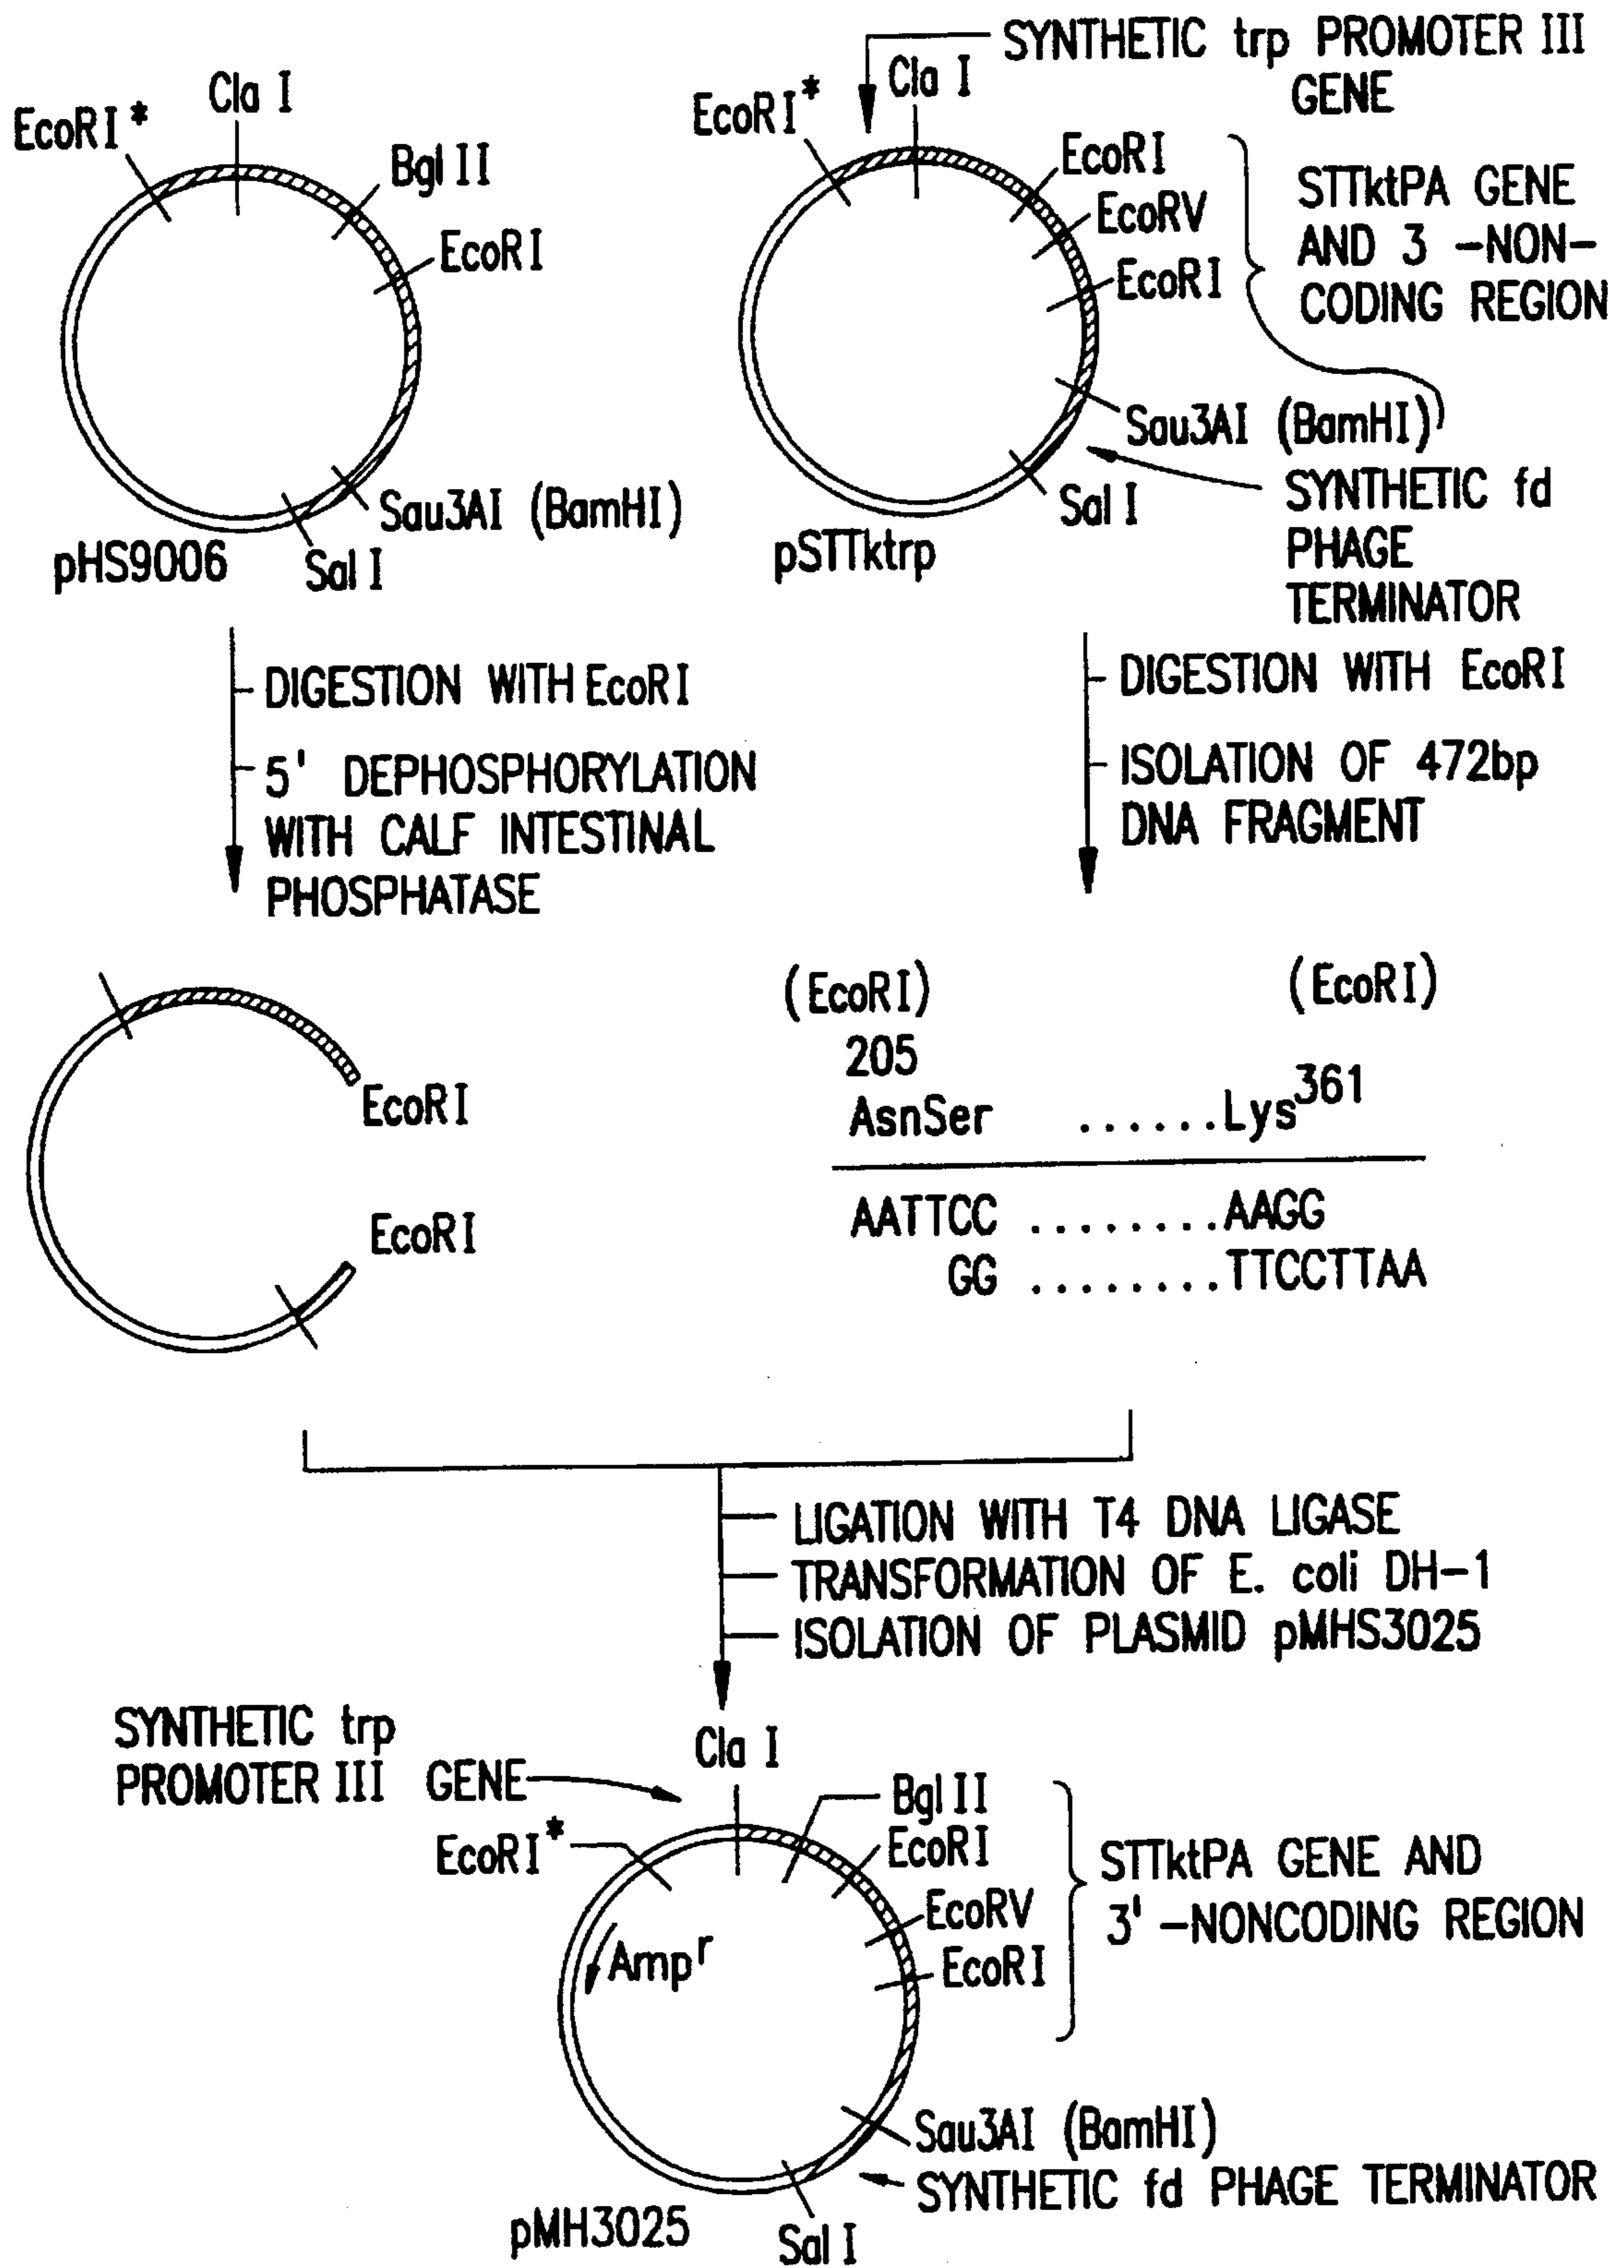 SYNTHETIC trp PROMOTER III
GENE
EcoRI*
Cla I
Bgl II
EcoRI
Sau3AI (BamHI)
Sal I
pHS9006
EcoRI*
Cla I
EcoRI
EcoRV
EcoRI
STTktPA GENE
AND 3 -NON-
CODING REGION
Sau3AI (BamHI)
Sal I
pSTTktrp
SYNTHETIC fd
PHAGE
TERMINATOR
DIGESTION WITH EcoRI
5' DEPHOSPHORYLATION
WITH CALF INTESTINAL
PHOSPHATASE
DIGESTION WITH EcoRI
ISOLATION OF 472bp
DNA FRAGMENT
EcoRI
EcoRI
(EcoRI) (EcoRI)
205
AsnSer ......Lys361
AATTCC ........AAGG
GG ........TTCCTTAA
LIGATION WITH T4 DNA LIGASE
TRANSFORMATION OF E. coli DH-1
ISOLATION OF PLASMID pMHS3025
SYNTHETIC trp
PROMOTER III GENE
Cla I
EcoRI*
Bgl II
EcoRI
EcoRV
EcoRI
STTktPA GENE AND
3'-NONCODING REGION
Ampr
Sau3AI (BamHI)
SYNTHETIC fd PHAGE TERMINATOR
pMH3025
Sal I